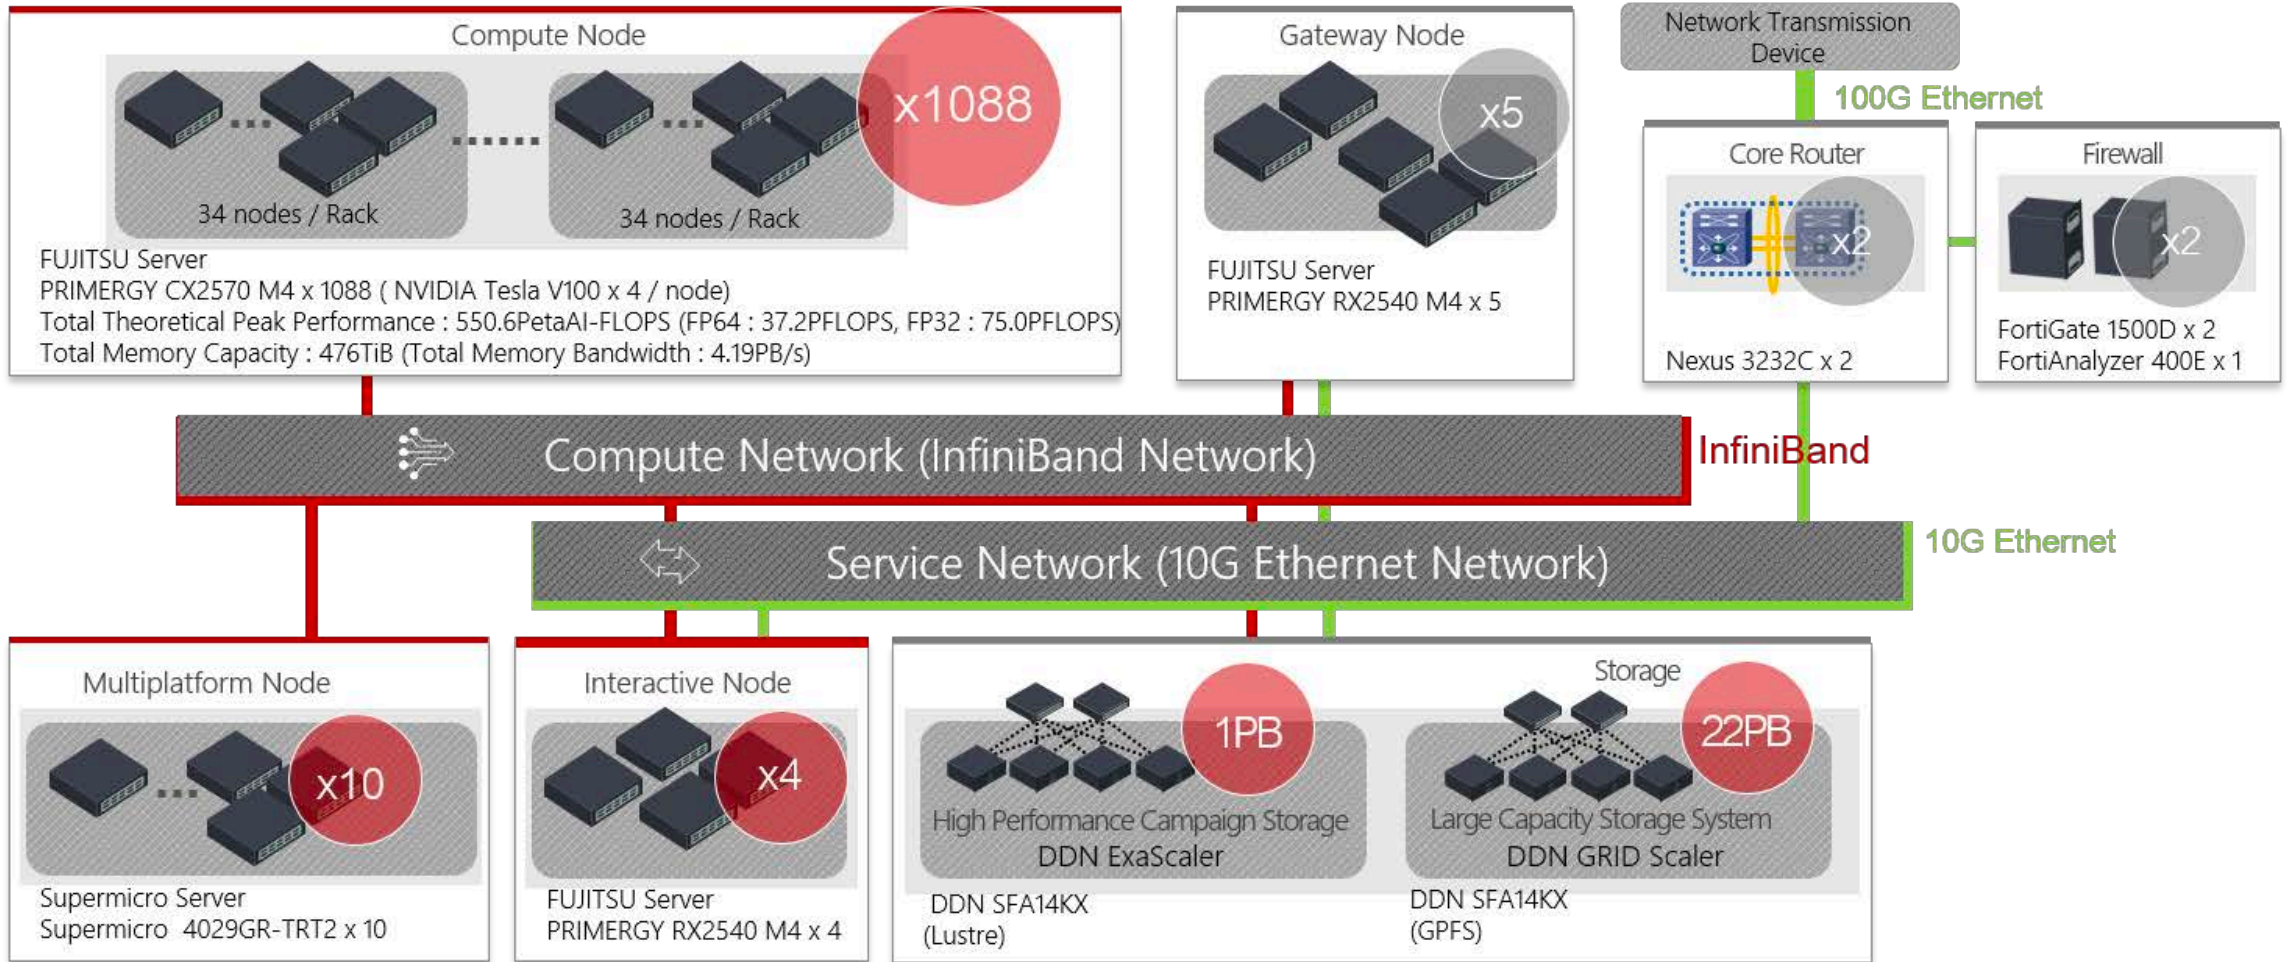 Compute Node
x1088
34 nodes / Rack
34 nodes / Rack
FUJITSU Server
PRIMERGY CX2570 M4 x 1088 ( NVIDIA Tesla V100 x 4 / node)
Total Theoretical Peak Performance : 550.6PetaAI-FLOPS (FP64 : 37.2PFLOPS, FP32 : 75.0PFLOPS)
Total Memory Capacity : 476TiB (Total Memory Bandwidth : 4.19PB/s)
Gateway Node
x5
FUJITSU Server
PRIMERGY RX2540 M4 x 5
Network Transmission
Device
100G Ethernet
Core Router
x2
Nexus 3232C x 2
Firewall
x2
FortiGate 1500D x 2
FortiAnalyzer 400E x 1
Compute Network (InfiniBand Network)
InfiniBand
Service Network (10G Ethernet Network)
10G Ethernet
Multiplatform Node
x10
Supermicro Server
Supermicro 4029GR-TRT2 x 10
Interactive Node
x4
FUJITSU Server
PRIMERGY RX2540 M4 x 4
Storage
1PB
High Performance Campaign Storage
DDN ExaScaler
DDN SFA14KX
(Lustre)
22PB
Large Capacity Storage System
DDN GRID Scaler
DDN SFA14KX
(GPFS)